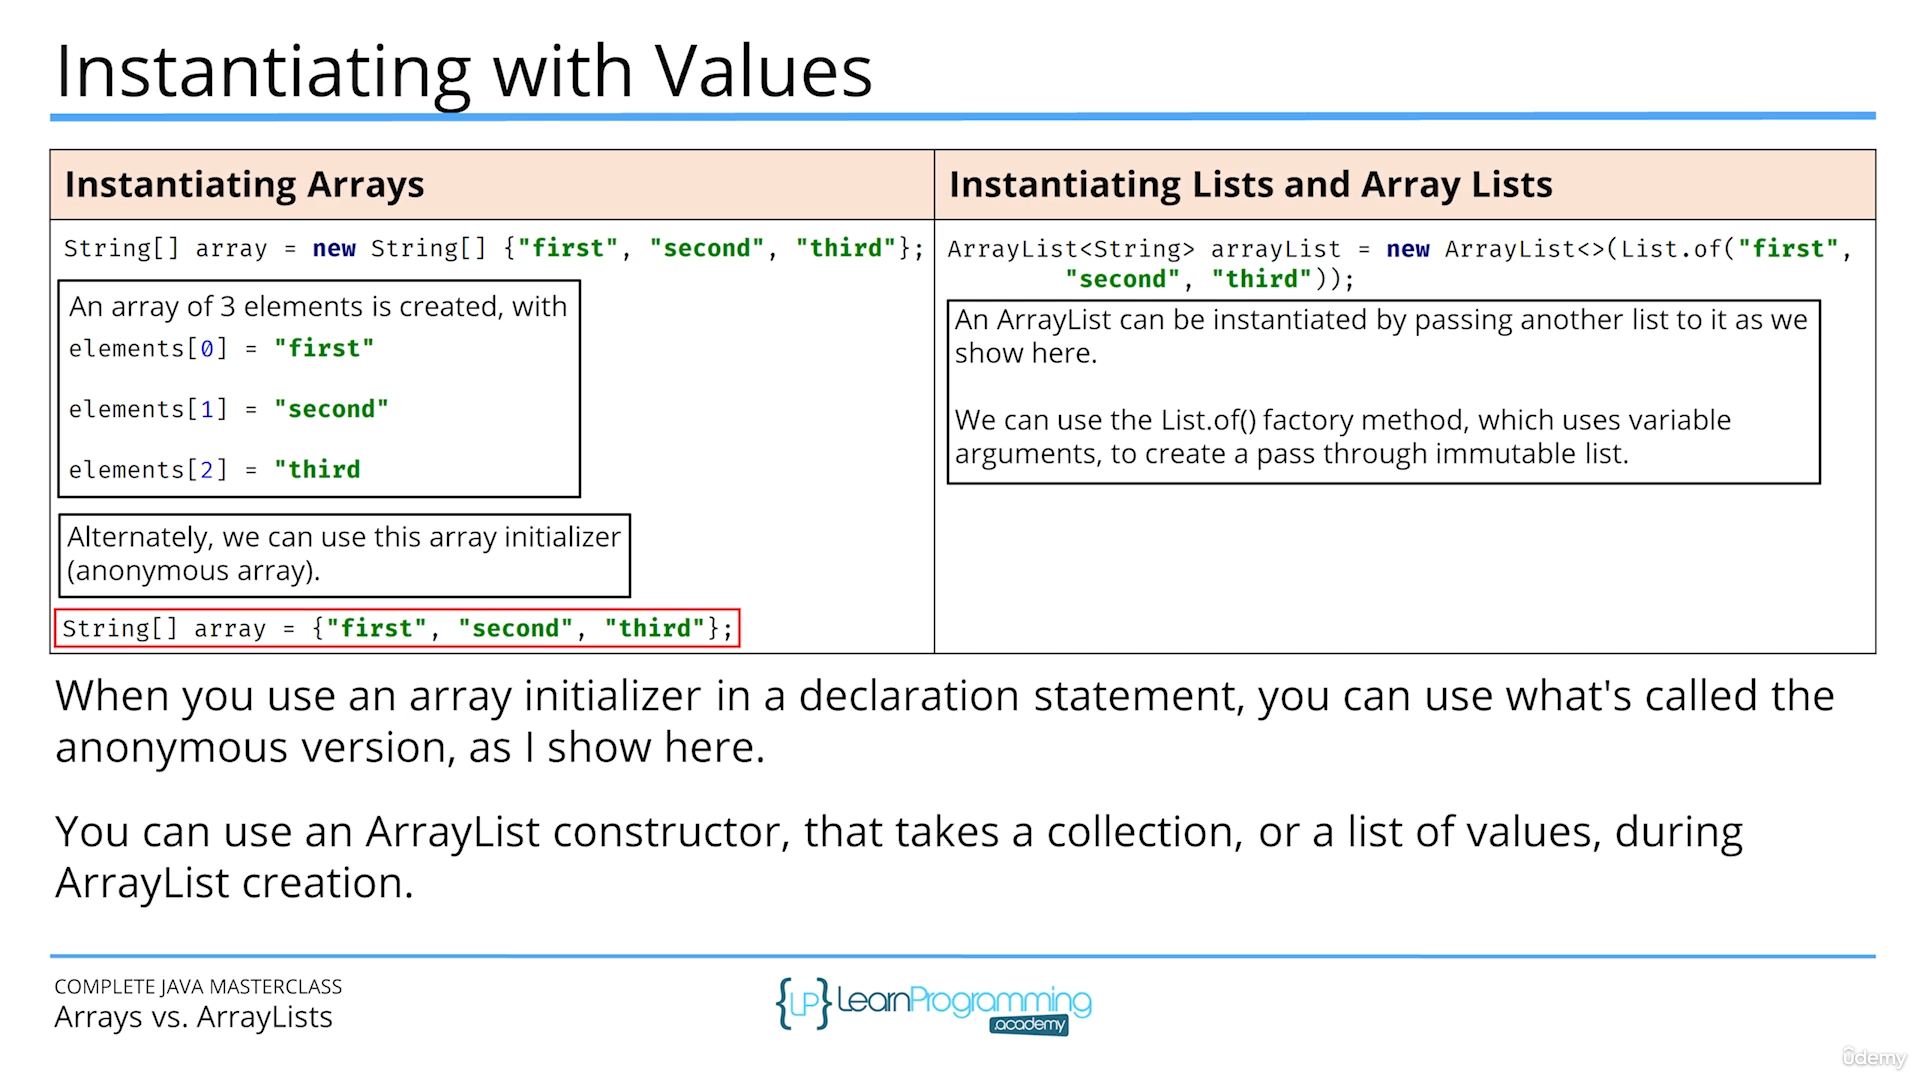 Instantiating with Values
Instantiating Arrays
String[] array = new String[] {"first", "second", "third"};
An array of 3 elements is created, with
elements[0] = "first"
elements[1] = "second"
elements[2] = "third
Alternately, we can use this array initializer
(anonymous array).
String[] array = {"first", "second", "third"};
Instantiating Lists and Array Lists
ArrayList<String> arrayList = new ArrayList<>(List.of("first",
"second", "third"));
An ArrayList can be instantiated by passing another list to it as we
show here.
We can use the List.of() factory method, which uses variable
arguments, to create a pass through immutable list.
When you use an array initializer in a declaration statement, you can use what's called the
anonymous version, as I show here.
You can use an ArrayList constructor, that takes a collection, or a list of values, during
ArrayList creation.
COMPLETE JAVA MASTERCLASS
Arrays vs. ArrayLists
{LP} LearnProgramming
.academy
udemy